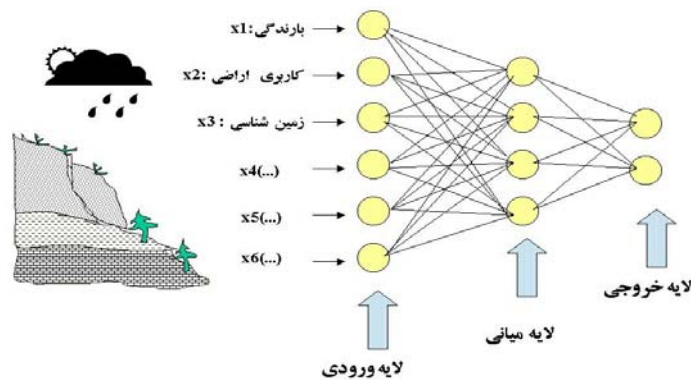 x1:بارندگی
x2: کاربری اراضی
x3 : زمین شناسی
x4(...)
x5(...)
x6(...)
لایه خروجی
لایه میانی
لایه ورودی